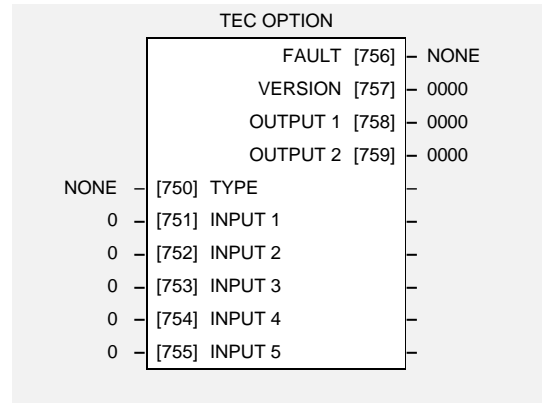 TEC OPTION
FAULT [756] – NONE
VERSION [757] – 0000
OUTPUT 1 [758] – 0000
OUTPUT 2 [759] – 0000
NONE – [750] TYPE –
0 – [751] INPUT 1 –
0 – [752] INPUT 2 –
0 – [753] INPUT 3 –
0 – [754] INPUT 4 –
0 – [755] INPUT 5 –